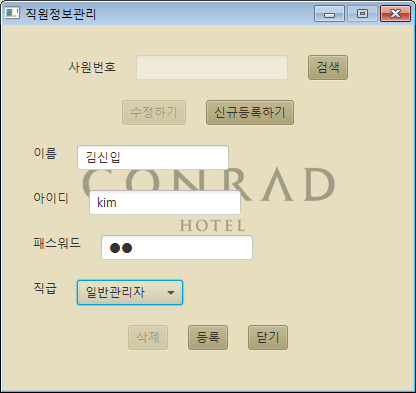 직원정보관리
사원번호 검색
수정하기 신규등록하기
이름 김신입
CONRAD
아이디 kim
HOTEL
패스워드 ●●
직급 일반관리자
삭제 등록 닫기